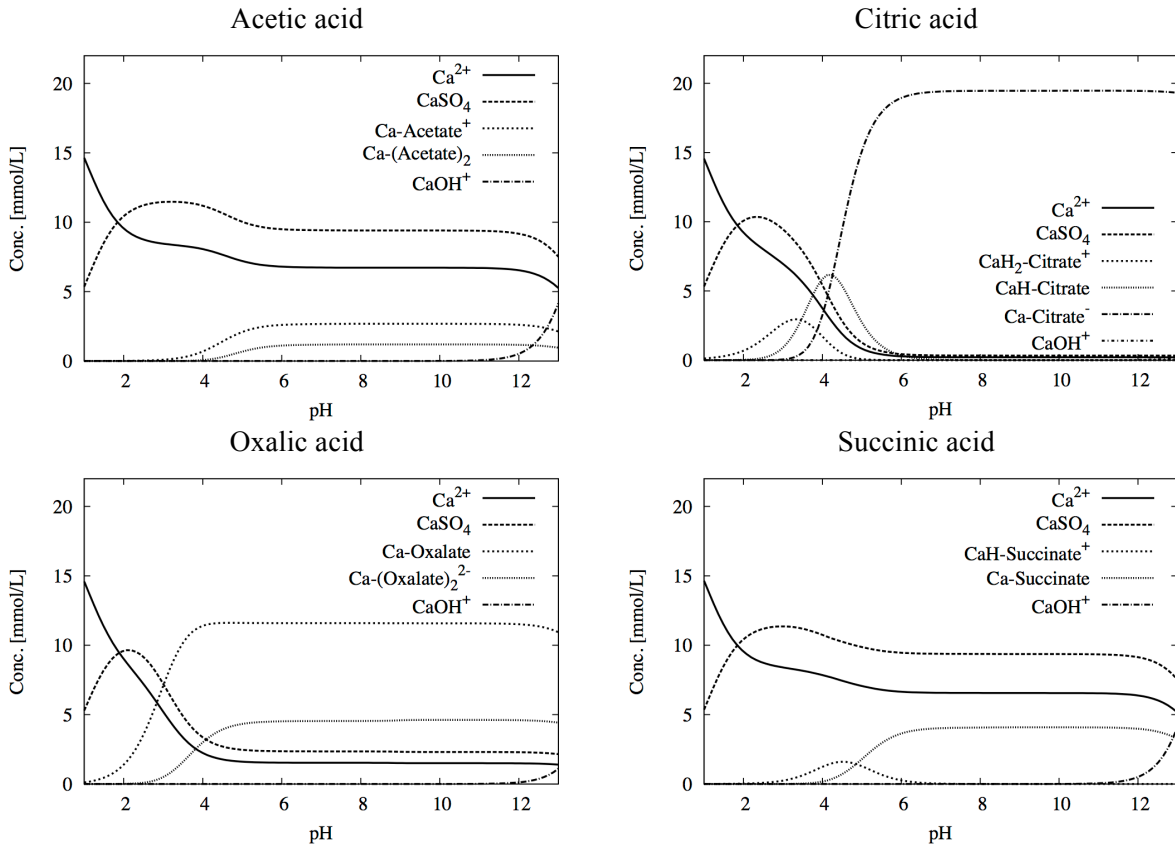 Acetic acid
20
15
10
5
0
2 4 6 8 10 12
Conc. [mmol/L]
pH
Ca2+
CaSO4
Ca-Acetate+
Ca-(Acetate)2
CaOH+
Citric acid
20
15
10
5
0
2 4 6 8 10 12
Conc. [mmol/L]
pH
Ca2+
CaSO4
CaH2-Citrate+
CaH-Citrate
Ca-Citrate-
CaOH+
Oxalic acid
20
15
10
5
0
2 4 6 8 10 12
Conc. [mmol/L]
pH
Ca2+
CaSO4
Ca-Oxalate
Ca-(Oxalate)22-
CaOH+
Succinic acid
20
15
10
5
0
2 4 6 8 10 12
Conc. [mmol/L]
pH
Ca2+
CaSO4
CaH-Succinate+
Ca-Succinate
CaOH+